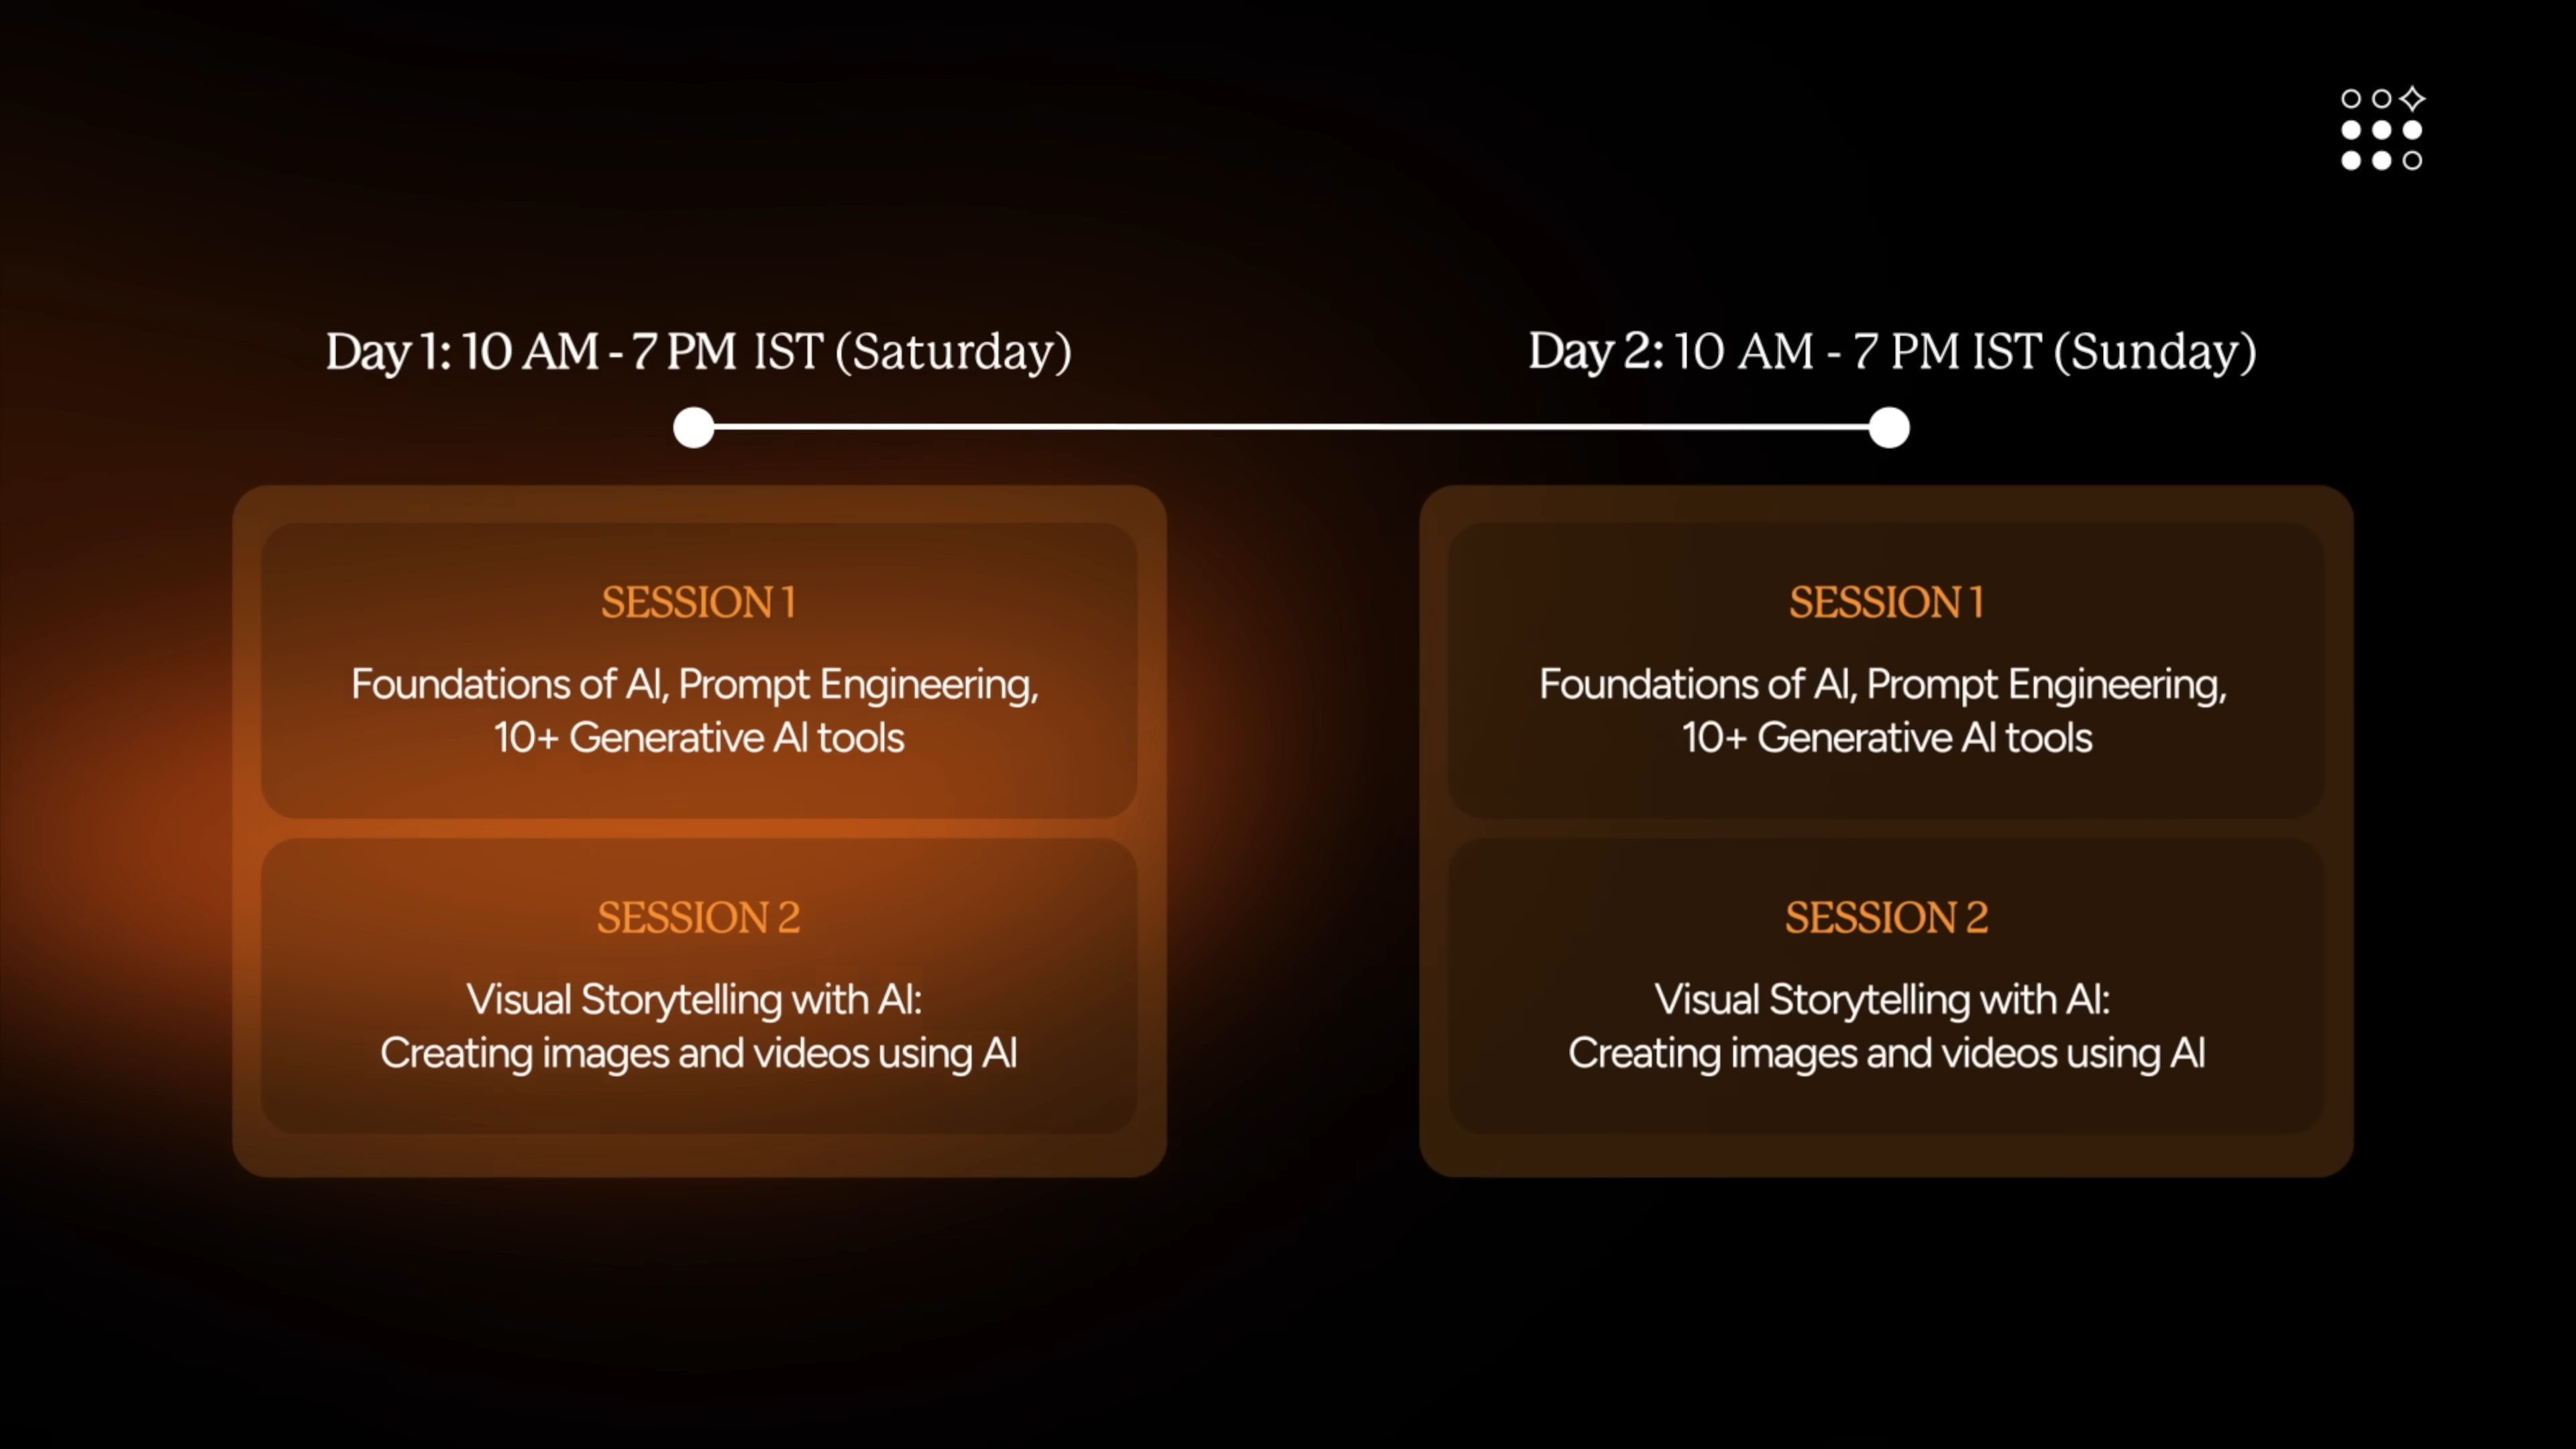 Day 1: 10 AM - 7 PM IST (Saturday)
SESSION 1
Foundations of AI, Prompt Engineering,
10+ Generative AI tools
SESSION 2
Visual Storytelling with AI:
Creating images and videos using AI
Day 2: 10 AM - 7 PM IST (Sunday)
SESSION 1
Foundations of AI, Prompt Engineering,
10+ Generative AI tools
SESSION 2
Visual Storytelling with AI:
Creating images and videos using AI